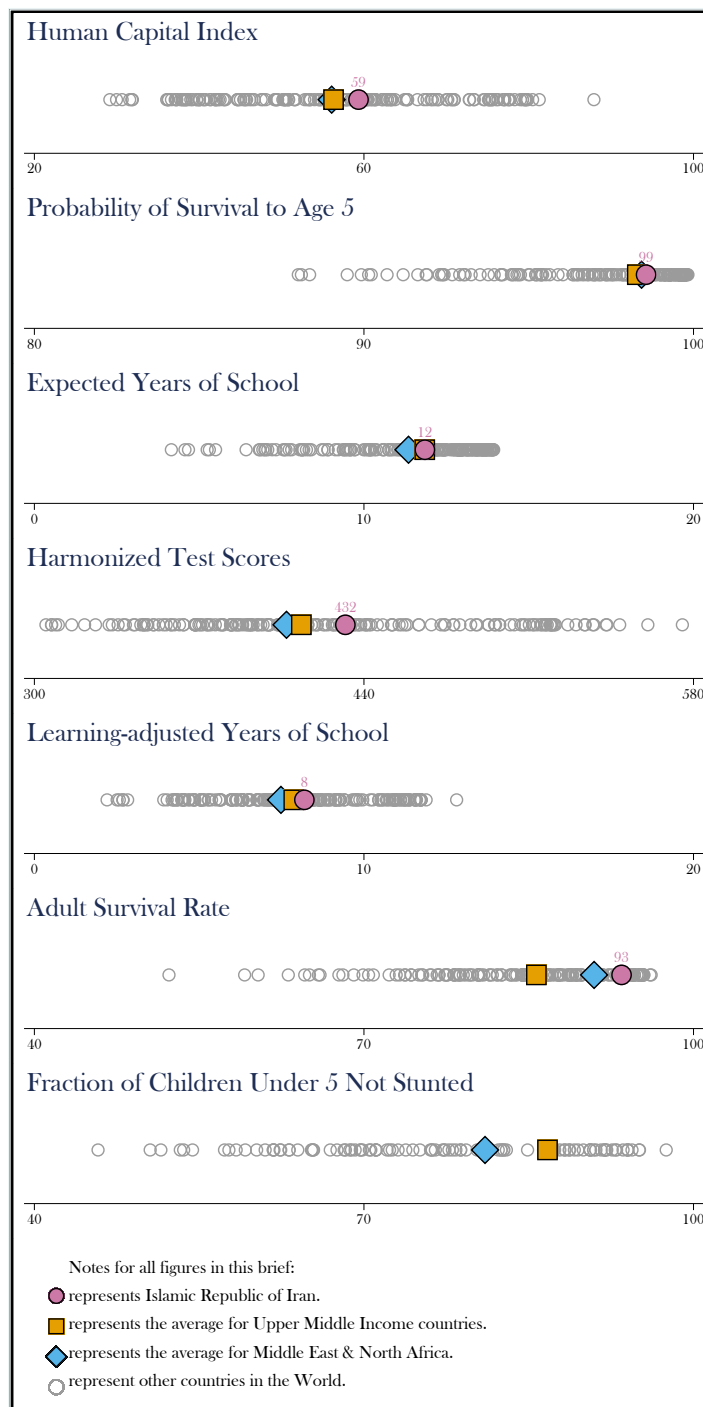 Human Capital Index
59
20 60 100
Probability of Survival to Age 5
99
80 90 100
Expected Years of School
12
0 10 20
Harmonized Test Scores
432
300 440 580
Learning-adjusted Years of School
8
0 10 20
Adult Survival Rate
93
40 70 100
Fraction of Children Under 5 Not Stunted
40 70 100
Notes for all figures in this brief:
represents Islamic Republic of Iran.
represents the average for Upper Middle Income countries.
represents the average for Middle East & North Africa.
represent other countries in the World.